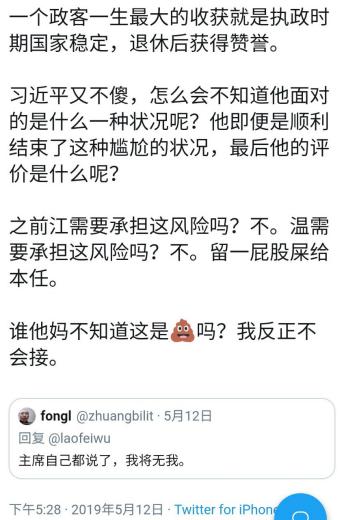 一个政客一生最大的收获就是执政时
期国家稳定，退休后获得赞誉。
习近平又不傻，怎么会不知道他面对
的是什么一种状况呢？他即便是顺利
结束了这种尴尬的状况，最后他的评
价是什么呢？
之前江需要承担这风险吗？不。温需
要承担这风险吗？不。留一屁股屎给
本任。
谁他妈不知道这是💩吗？我反正不
会接。
fongl @zhuangbilit · 5月12日
回复 @laofeiwu
主席自己都说了，我将无我。
下午5:28 · 2019年5月12日 · Twitter for iPhone